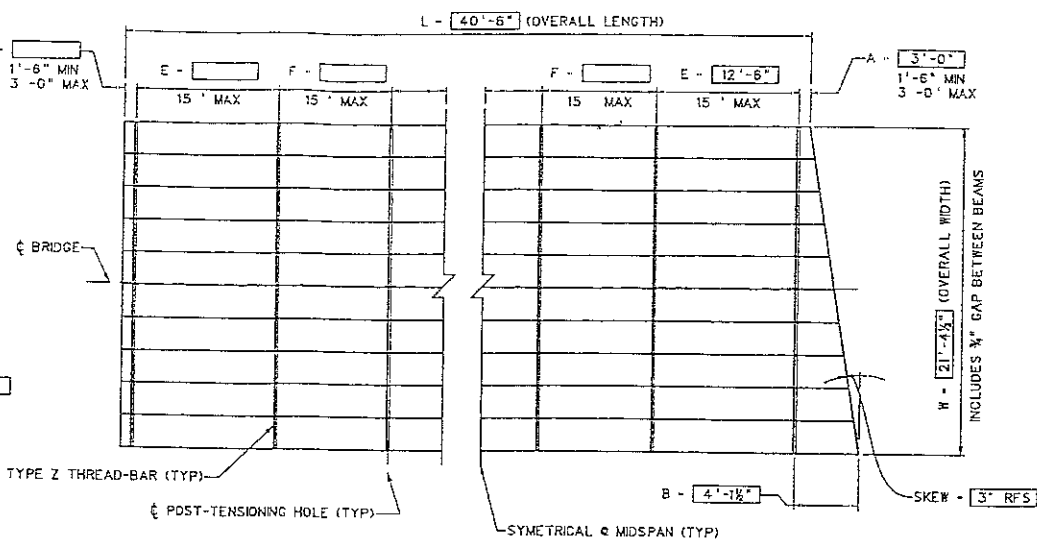 L - 40'-6" (OVERALL LENGTH)
1'-6" MIN
3'-0" MAX
E -
15' MAX
F -
15' MAX
F -
15' MAX
E - 12'-6"
15' MAX
A - 3'-0"
1'-6" MIN
3'-0" MAX
₵ BRIDGE
W - 21'-4½" (OVERALL WIDTH)
INCLUDES ¾" GAP BETWEEN BEAMS
TYPE Z THREAD-BAR (TYP)
₵ POST-TENSIONING HOLE (TYP)
SYMETRICAL @ MIDSPAN (TYP)
B - 4'-1½"
SKEW - 3° RFS